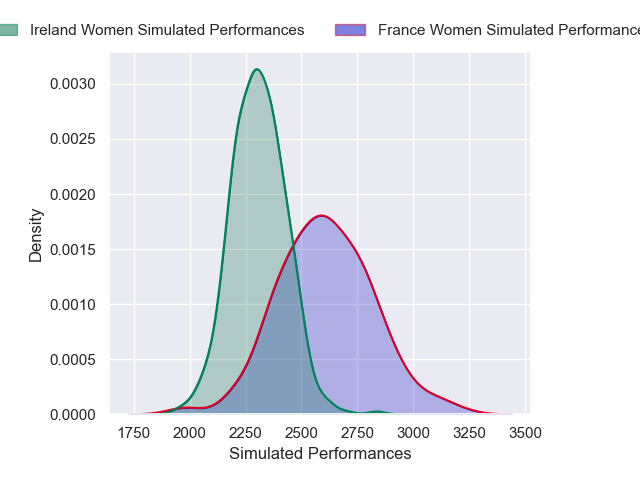 Ireland Women Simulated Performances
France Women Simulated Performance
0.0030
0.0025
0.0020
0.0015
0.0010
0.0005
0.0000
Density
1750 2000 2250 2500 2750 3000 3250 3500
Simulated Performances